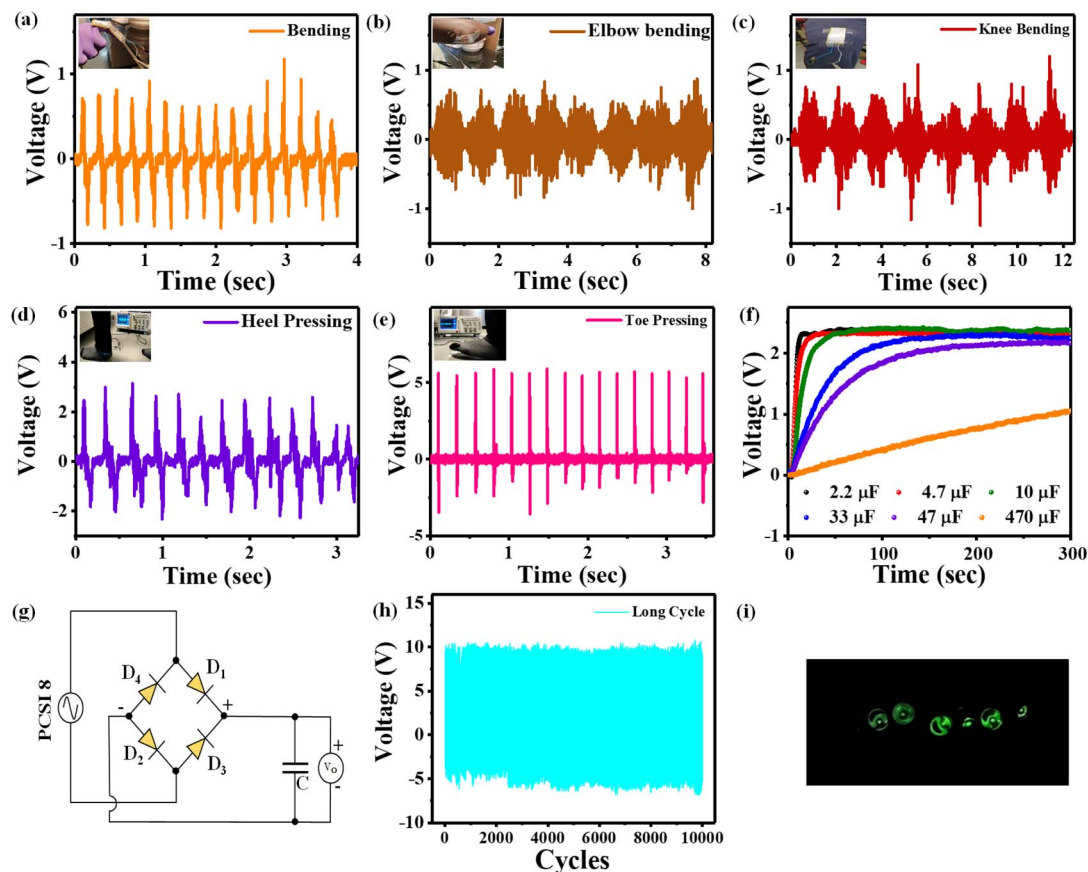 (a)
Bending
Voltage (V)
1
0
-1
0 1 2 3 4
Time (sec)
(b)
Elbow bending
Voltage (V)
1
0
-1
0 2 4 6 8
Time (sec)
(c)
Knee Bending
Voltage (V)
1
0
-1
0 2 4 6 8 10 12
Time (sec)
(d)
Heel Pressing
Voltage (V)
6
4
2
0
-2
0 1 2 3
Time (sec)
(e)
Toe Pressing
Voltage (V)
5
0
-5
0 1 2 3
Time (sec)
(f)
Voltage (V)
2
1
0
-1
2.2 µF 4.7 µF 10 µF
33 µF 47 µF 470 µF
0 100 200 300
Time (sec)
(g)
PCSI 8
D4 D1
- +
D2 D3
C
+
Vo
-
(h)
Long Cycle
Voltage (V)
15
10
5
0
-5
-10
0 2000 4000 6000 8000 10000
Cycles
(i)